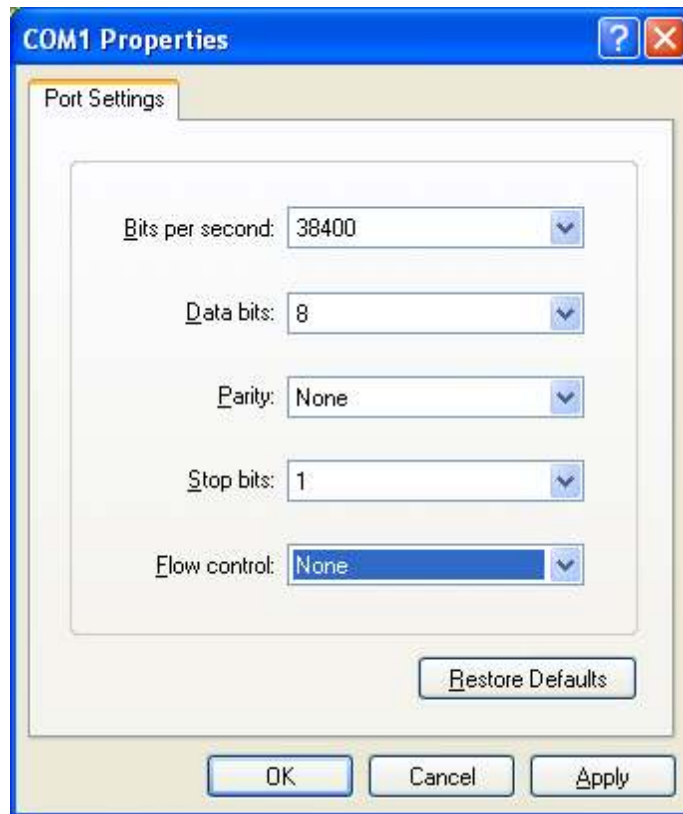 COM1 Properties
Port Settings
Bits per second: 38400
Data bits: 8
Parity: None
Stop bits: 1
Flow control: None
Restore Defaults
OK Cancel Apply